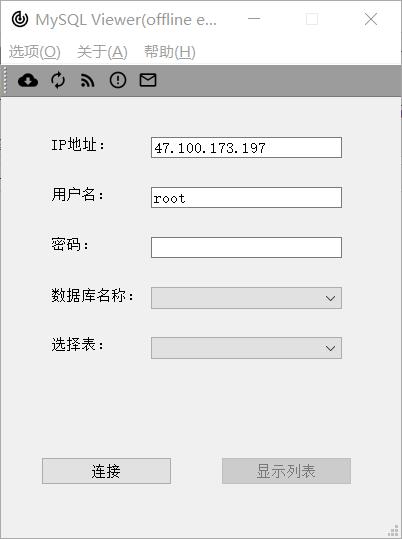 MySQL Viewer(offline e...
选项(O) 关于(A) 帮助(H)
IP地址： 47.100.173.197
用户名： root
密码：
数据库名称：
选择表：
连接 显示列表